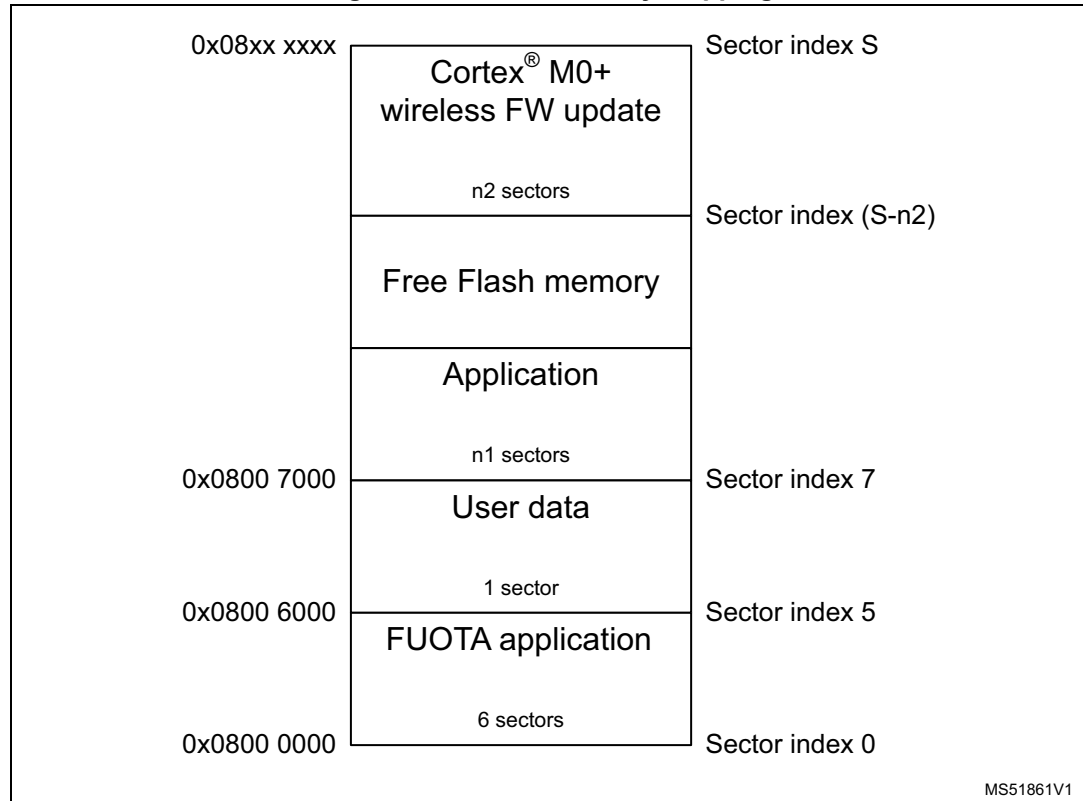 0x08xx xxxx
Sector index S
Cortex® M0+
wireless FW update
n2 sectors
Sector index (S-n2)
Free Flash memory
Application
n1 sectors
0x0800 7000
Sector index 7
User data
1 sector
0x0800 6000
Sector index 5
FUOTA application
6 sectors
0x0800 0000
Sector index 0
MS51861V1